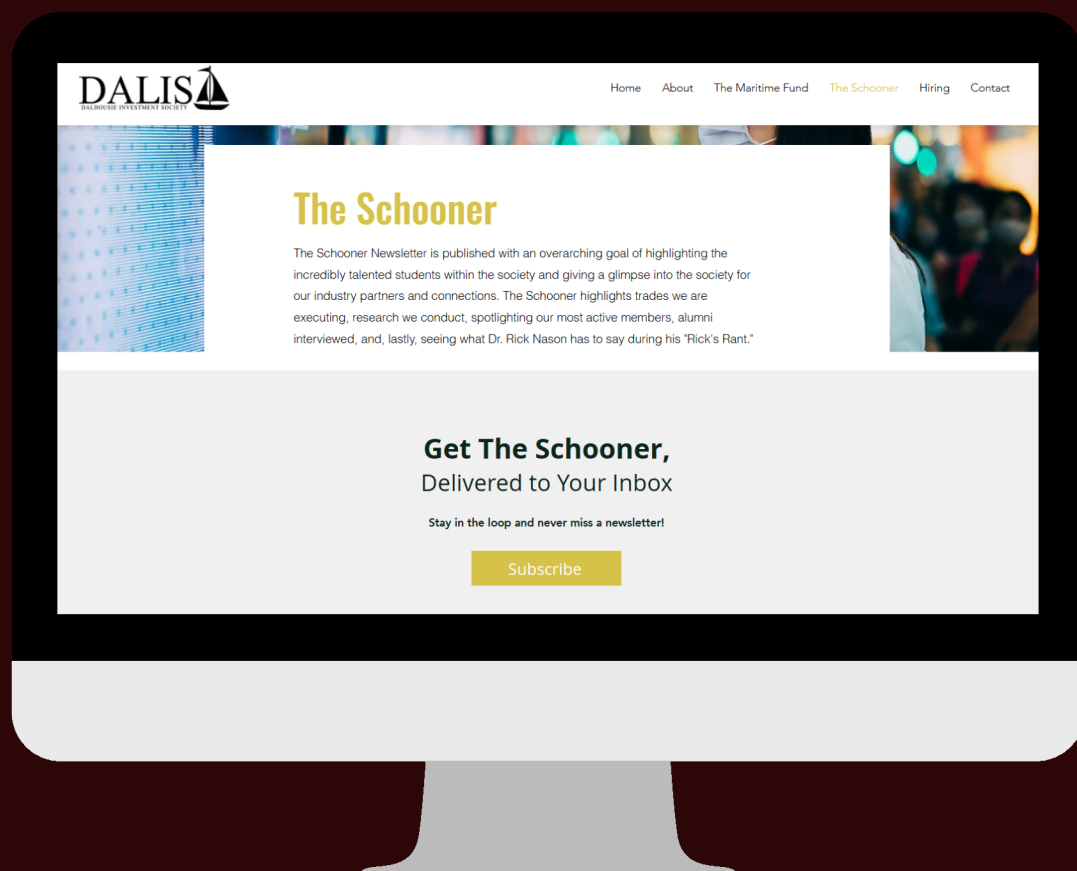 DALIS
DALHOUSIE INVESTMENT SOCIETY
Home About The Maritime Fund The Schooner Hiring Contact
The Schooner
The Schooner Newsletter is published with an overarching goal of highlighting the
incredibly talented students within the society and giving a glimpse into the society for
our industry partners and connections. The Schooner highlights trades we are
executing, research we conduct, spotlighting our most active members, alumni
interviewed, and, lastly, seeing what Dr. Rick Nason has to say during his "Rick's Rant."
Get The Schooner,
Delivered to Your Inbox
Stay in the loop and never miss a newsletter!
Subscribe